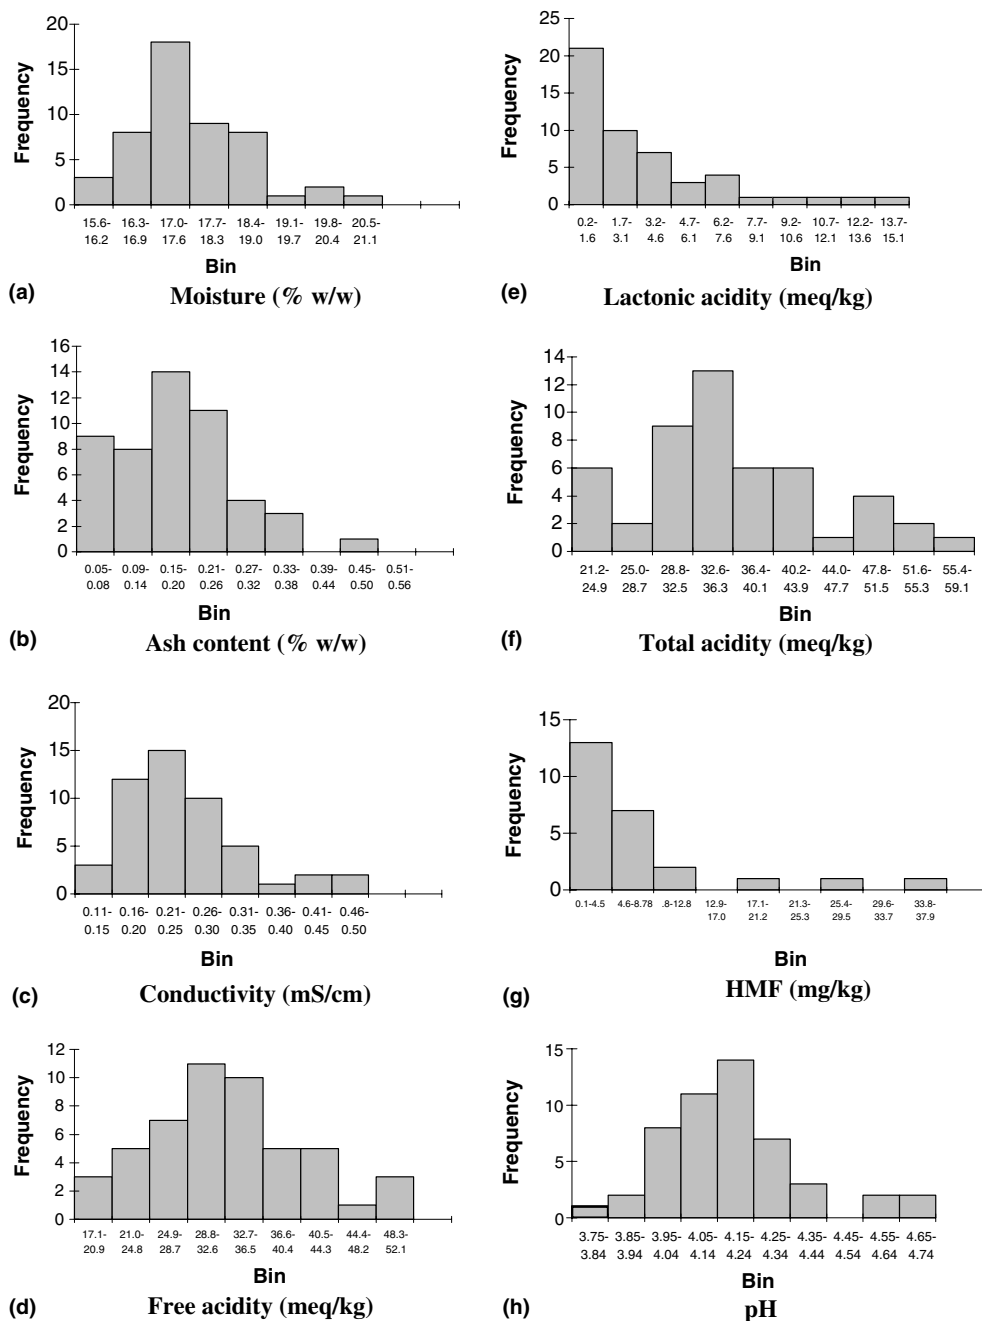 20
15
10
5
0
Frequency
15.6- 16.3- 17.0- 17.7- 18.4- 19.1- 19.8- 20.5-
16.2 16.9 17.6 18.3 19.0 19.7 20.4 21.1
Bin
(a) Moisture (% w/w)
25
20
15
10
5
0
Frequency
0.2- 1.7- 3.2- 4.7- 6.2- 7.7- 9.2- 10.7- 12.2- 13.7-
1.6 3.1 4.6 6.1 7.6 9.1 10.6 12.1 13.6 15.1
Bin
(e) Lactonic acidity (meq/kg)
16
14
12
10
8
6
4
2
0
Frequency
0.05- 0.09- 0.15- 0.21- 0.27- 0.33- 0.39- 0.45- 0.51-
0.08 0.14 0.20 0.26 0.32 0.38 0.44 0.50 0.56
Bin
(b) Ash content (% w/w)
14
12
10
8
6
4
2
0
Frequency
21.2- 25.0- 28.8- 32.6- 36.4- 40.2- 44.0- 47.8- 51.6- 55.4-
24.9 28.7 32.5 36.3 40.1 43.9 47.7 51.5 55.3 59.1
Bin
(f) Total acidity (meq/kg)
20
15
10
5
0
Frequency
0.11- 0.16- 0.21- 0.26- 0.31- 0.36- 0.41- 0.46-
0.15 0.20 0.25 0.30 0.35 0.40 0.45 0.50
Bin
(c) Conductivity (mS/cm)
15
10
5
0
Frequency
0.1-4.5 4.6-8.78 .8-12.8 12.9- 17.1- 21.3- 25.4- 29.6- 33.8-
17.0 21.2 25.3 29.5 33.7 37.9
Bin
(g) HMF (mg/kg)
12
10
8
6
4
2
0
Frequency
17.1- 21.0- 24.9- 28.8- 32.7- 36.6- 40.5- 44.4- 48.3-
20.9 24.8 28.7 32.6 36.5 40.4 44.3 48.2 52.1
Bin
(d) Free acidity (meq/kg)
15
10
5
0
Frequency
3.75- 3.85- 3.95- 4.05- 4.15- 4.25- 4.35- 4.45- 4.55- 4.65-
3.84 3.94 4.04 4.14 4.24 4.34 4.44 4.54 4.64 4.74
Bin
(h) pH